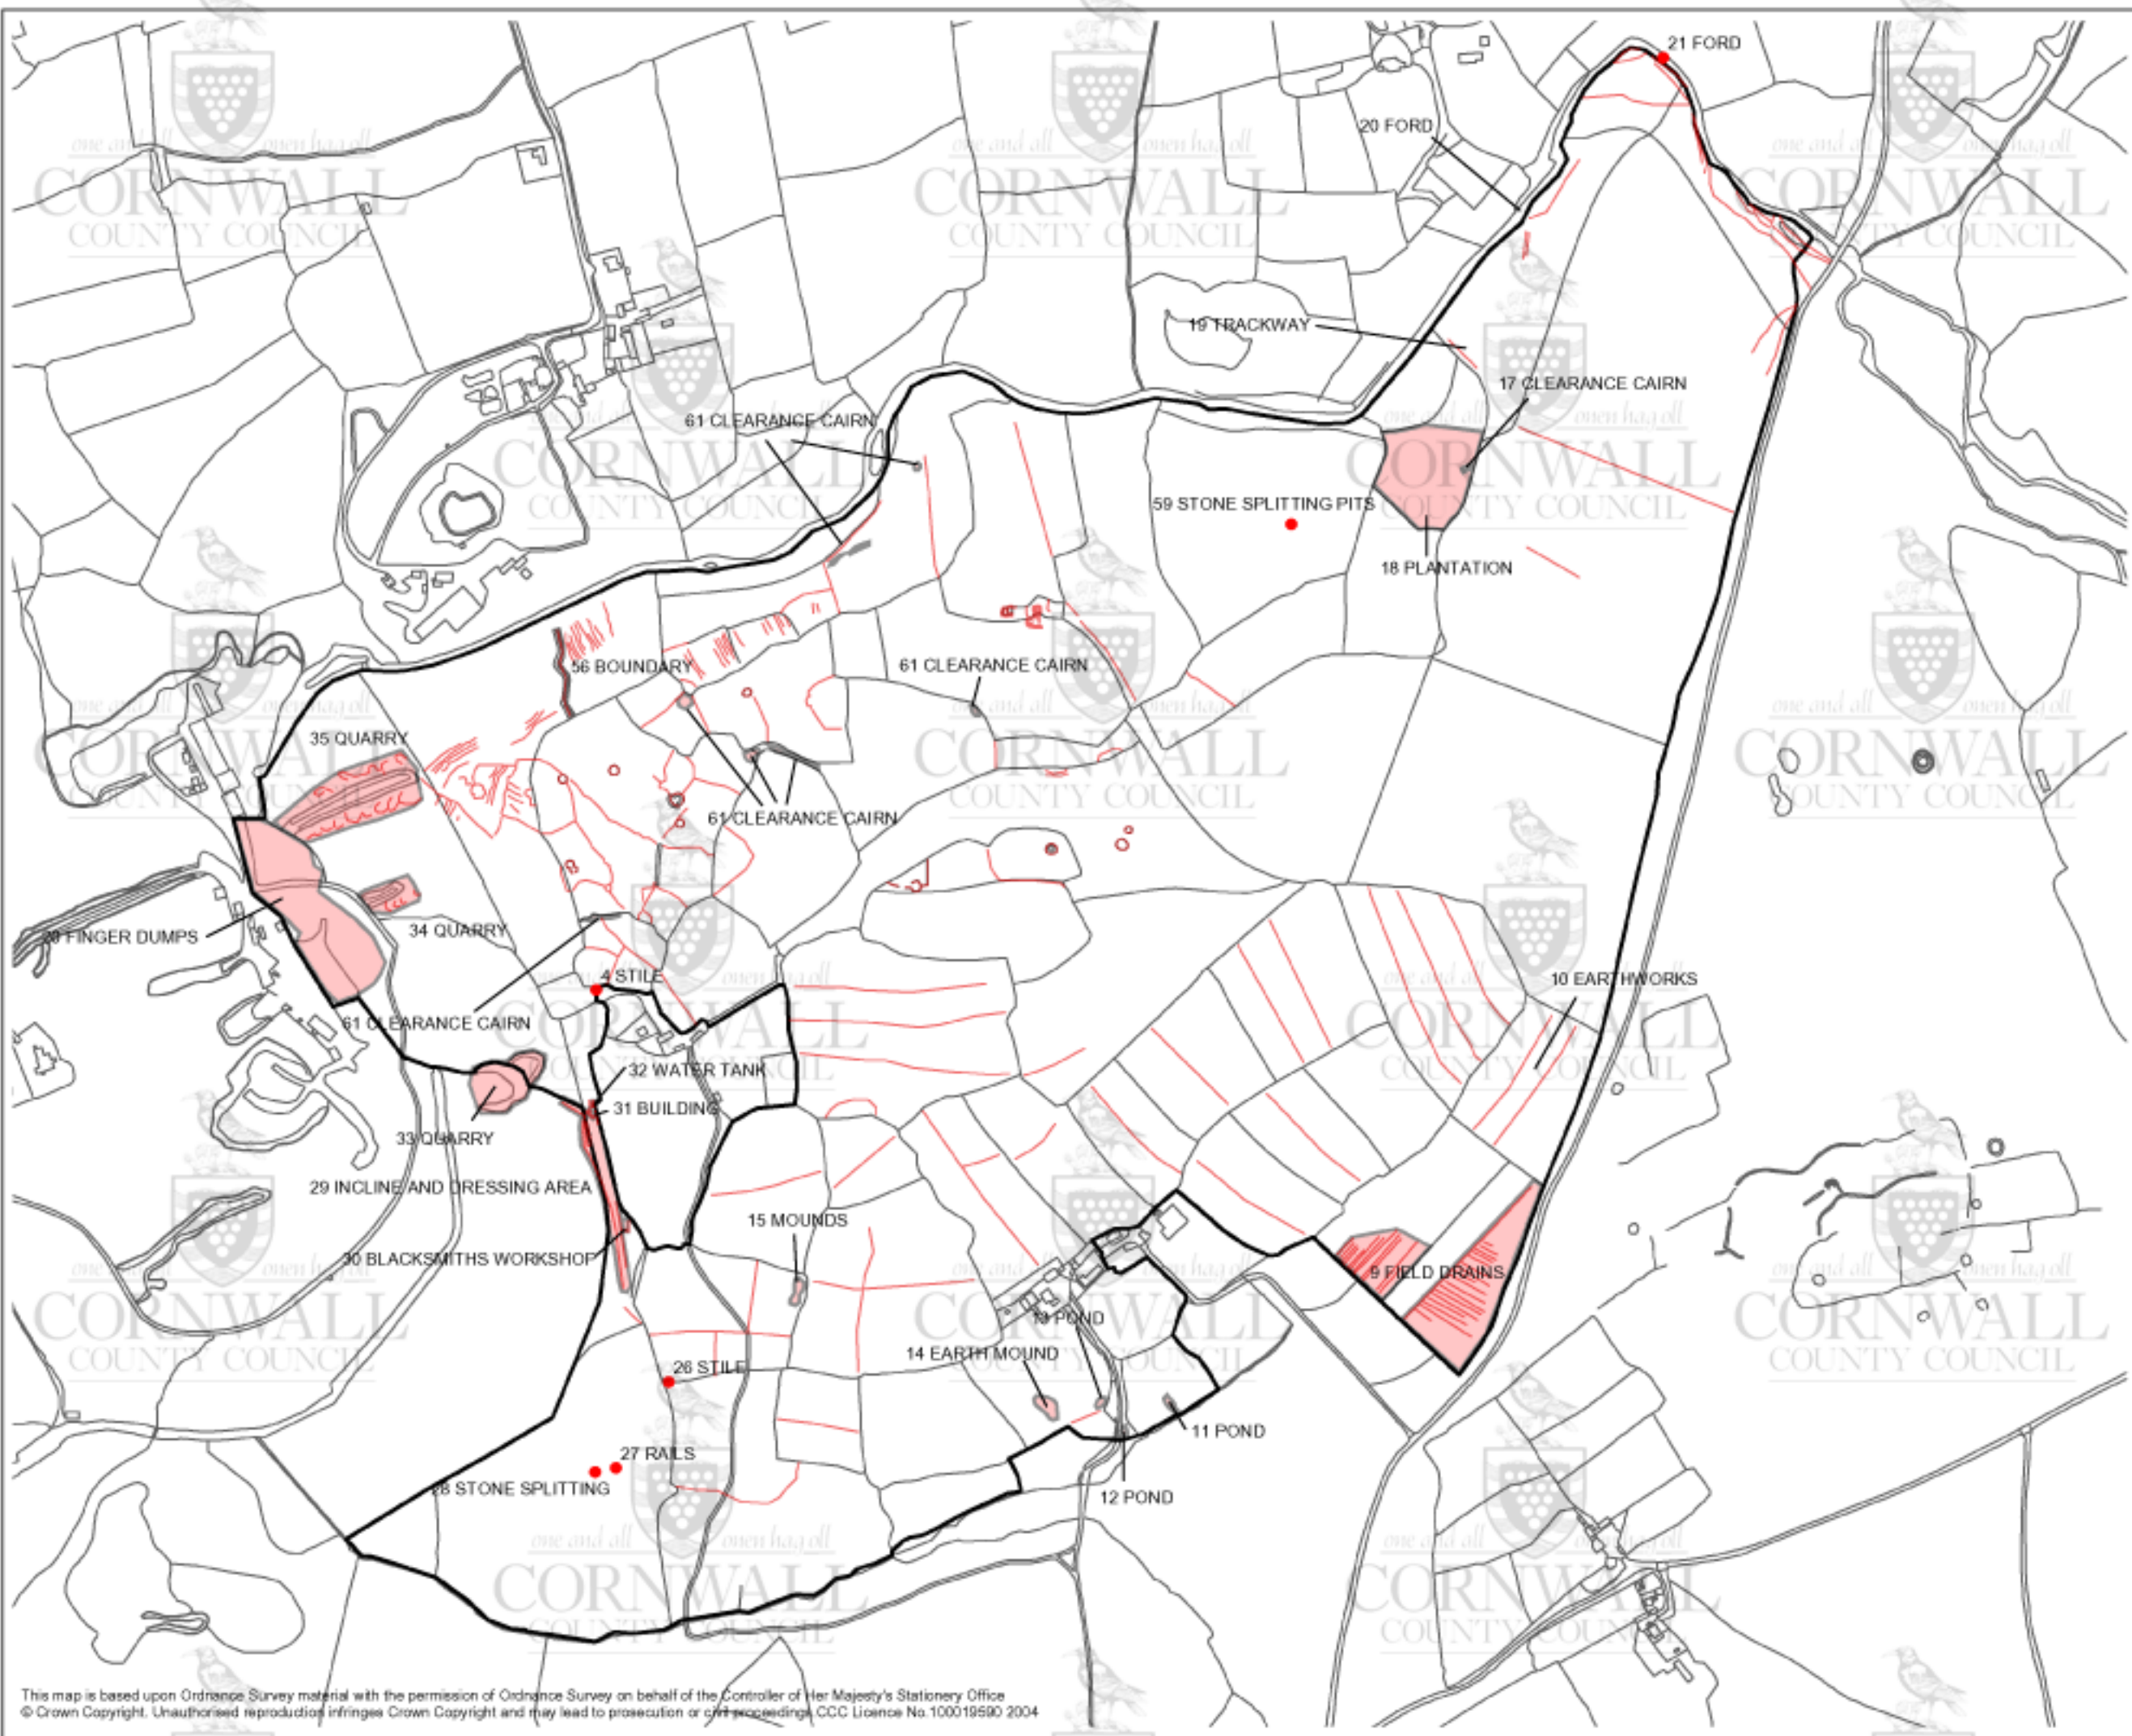 21 FORD
20 FORD
19 TRACKWAY
17 CLEARANCE CAIRN
61 CLEARANCE CAIRN
59 STONE SPLITTING PITS
18 PLANTATION
56 BOUNDARY
61 CLEARANCE CAIRN
35 QUARRY
61 CLEARANCE CAIRN
FINGER DUMPS
34 QUARRY
4 STILE
10 EARTHWORKS
61 CLEARANCE CAIRN
32 WATER TANK
31 BUILDING
33 QUARRY
29 INCLINE AND DRESSING AREA
15 MOUNDS
30 BLACKSMITHS WORKSHOP
9 FIELD DRAINS
13 POND
14 EARTH MOUND
26 STILE
11 POND
27 RAILS
28 STONE SPLITTING
12 POND
one and all onen hag oll
CORNWALL
COUNTY COUNCIL
This map is based upon Ordnance Survey material with the permission of Ordnance Survey on behalf of the Controller of Her Majesty's Stationery Office
© Crown Copyright. Unauthorised reproduction infringes Crown Copyright and may lead to prosecution or civil proceedings. CCC Licence No. 100019590 2004